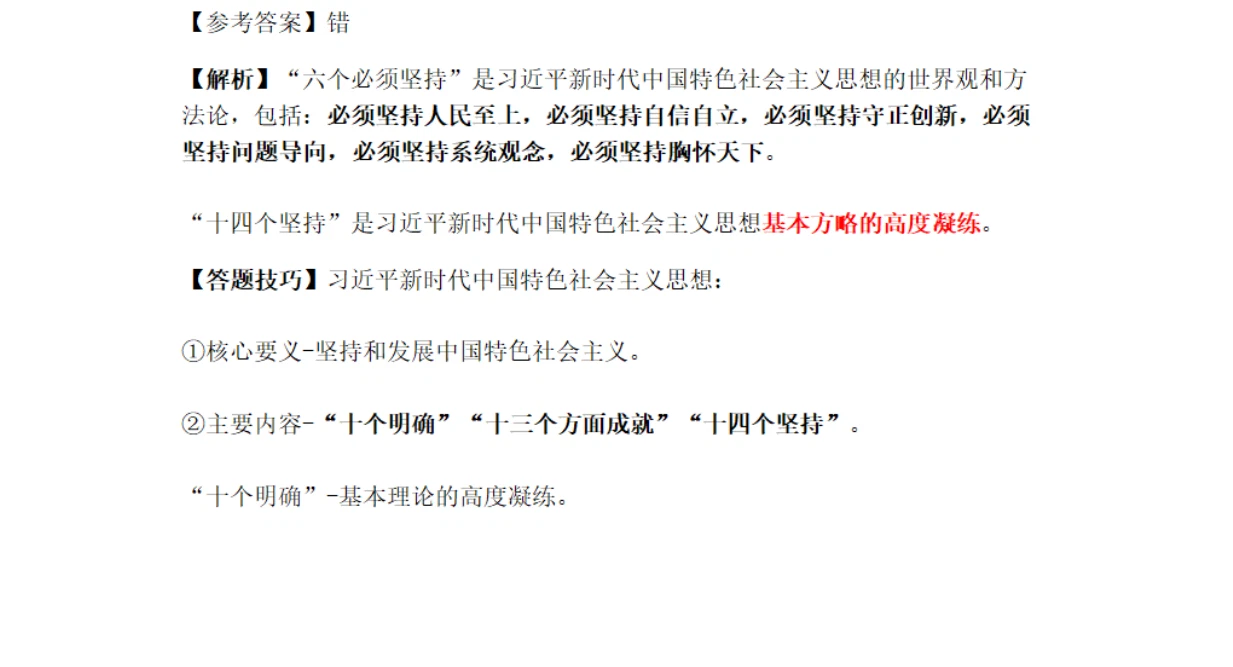 【参考答案】错
【解析】“六个必须坚持”是习近平新时代中国特色社会主义思想的世界观和方
法论，包括：必须坚持人民至上，必须坚持自信自立，必须坚持守正创新，必须
坚持问题导向，必须坚持系统观念，必须坚持胸怀天下。
“十四个坚持”是习近平新时代中国特色社会主义思想基本方略的高度凝练。
【答题技巧】习近平新时代中国特色社会主义思想：
①核心要义-坚持和发展中国特色社会主义。
②主要内容-“十个明确”“十三个方面成就”“十四个坚持”。
“十个明确”-基本理论的高度凝练。